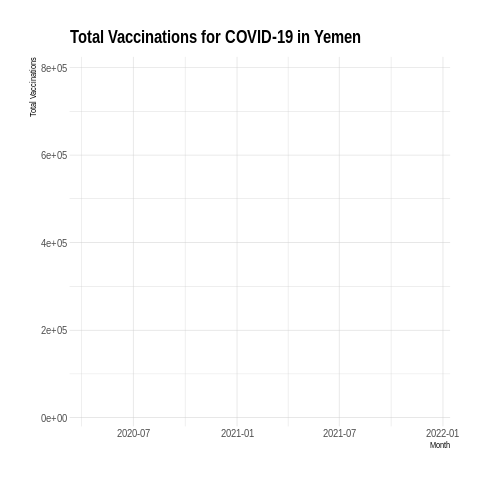 Total Vaccinations for COVID-19 in Yemen
Total Vaccinations
8e+05
6e+05
4e+05
2e+05
0e+00
2020-07 2021-01 2021-07 2022-01
Month